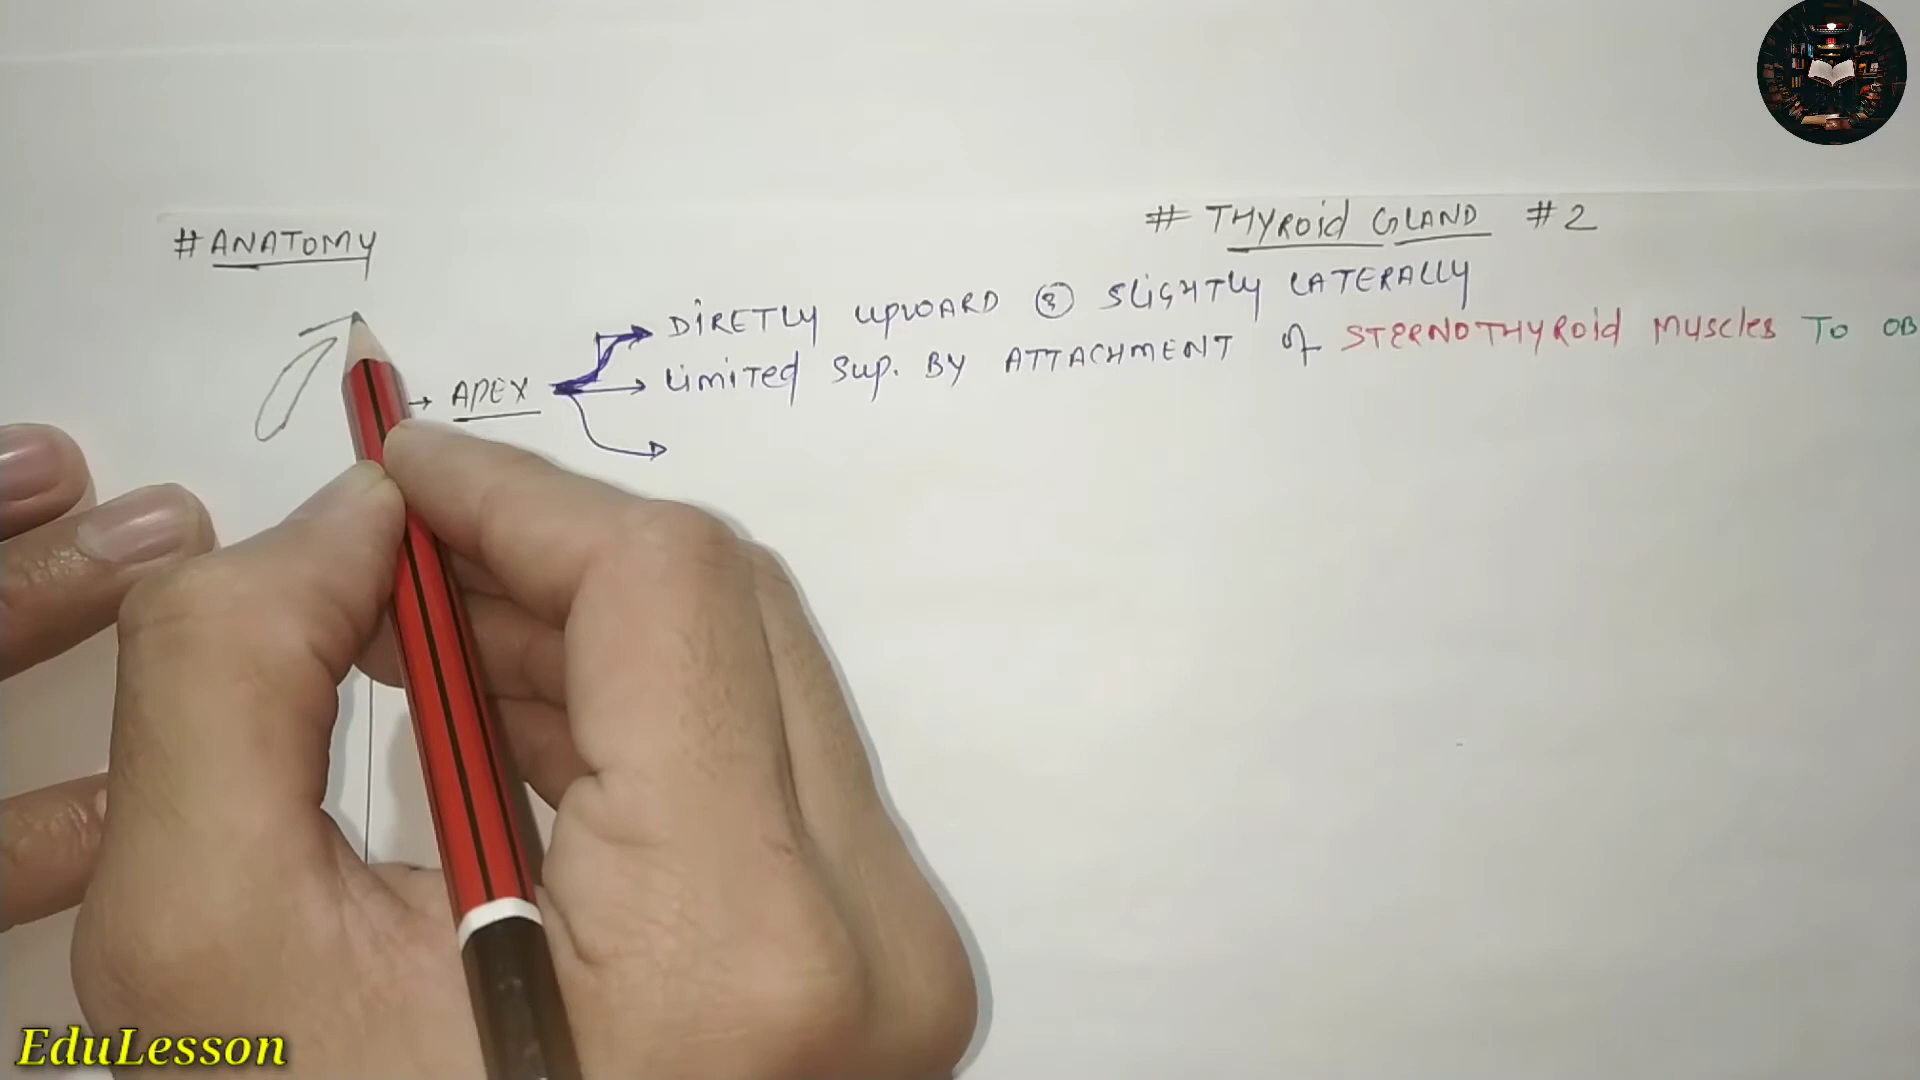 # THYROID GLAND # 2
# ANATOMY
→ APEX
DIRETLY UPWARD & SLIGHTLY LATERALLY
LIMITED SUP. BY ATTACHMENT OF STERNOTHYROID MUSCLES TO OB
EduLesson